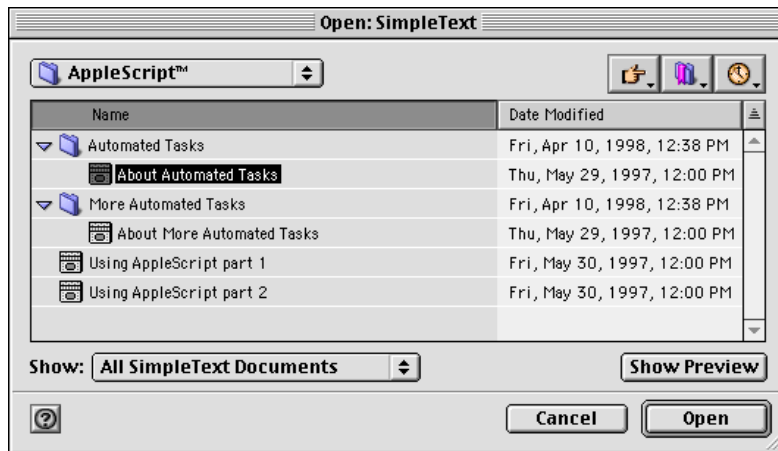 Open: SimpleText
AppleScript™
Name Date Modified
Automated Tasks Fri, Apr 10, 1998, 12:38 PM
About Automated Tasks Thu, May 29, 1997, 12:00 PM
More Automated Tasks Fri, Apr 10, 1998, 12:38 PM
About More Automated Tasks Thu, May 29, 1997, 12:00 PM
Using AppleScript part 1 Fri, May 30, 1997, 12:00 PM
Using AppleScript part 2 Fri, May 30, 1997, 12:00 PM
Show: All SimpleText Documents Show Preview
? Cancel Open